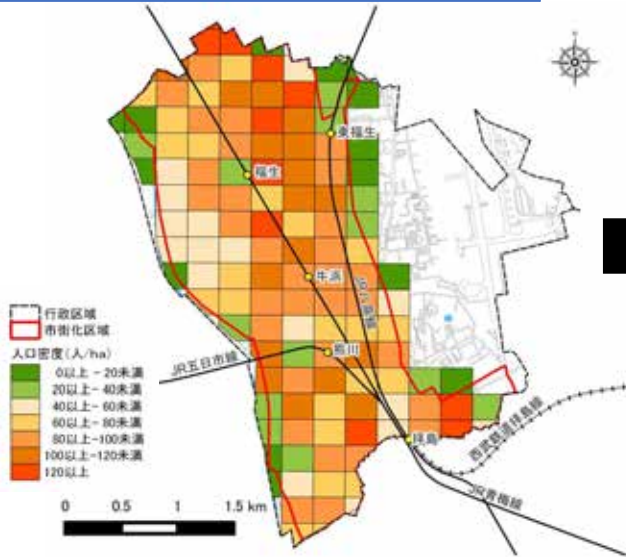 東福生
福生
牛浜
JR八高線
熊川
拝島
JR五日市線
西武鉄道拝島線
JR青梅線
行政区域
市街化区域
人口密度(人/ha)
0以上-20未満
20以上-40未満
40以上-60未満
60以上-80未満
80以上-100未満
100以上-120未満
120以上
0 0.5 1 1.5 km